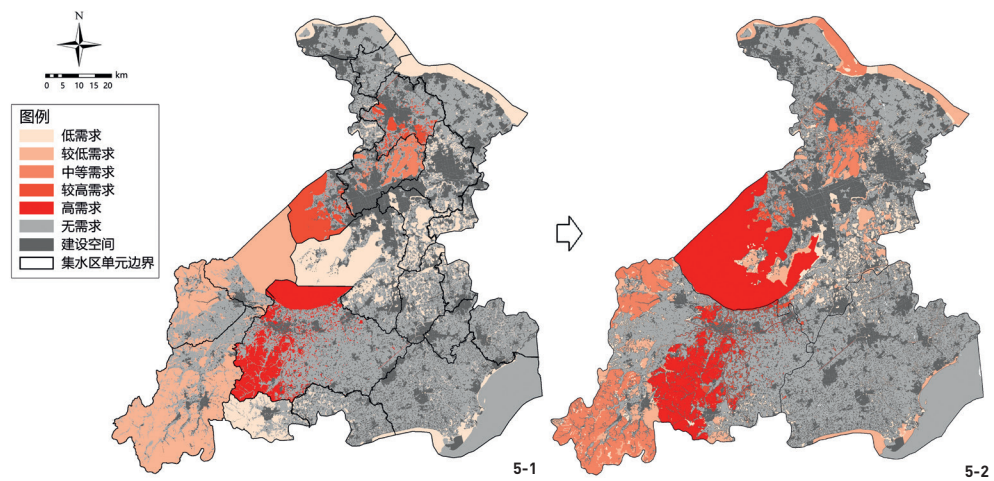 N
0 5 10 15 20 km
图例
低需求
较低需求
中等需求
较高需求
高需求
无需求
建设空间
集水区单元边界
5-1
5-2